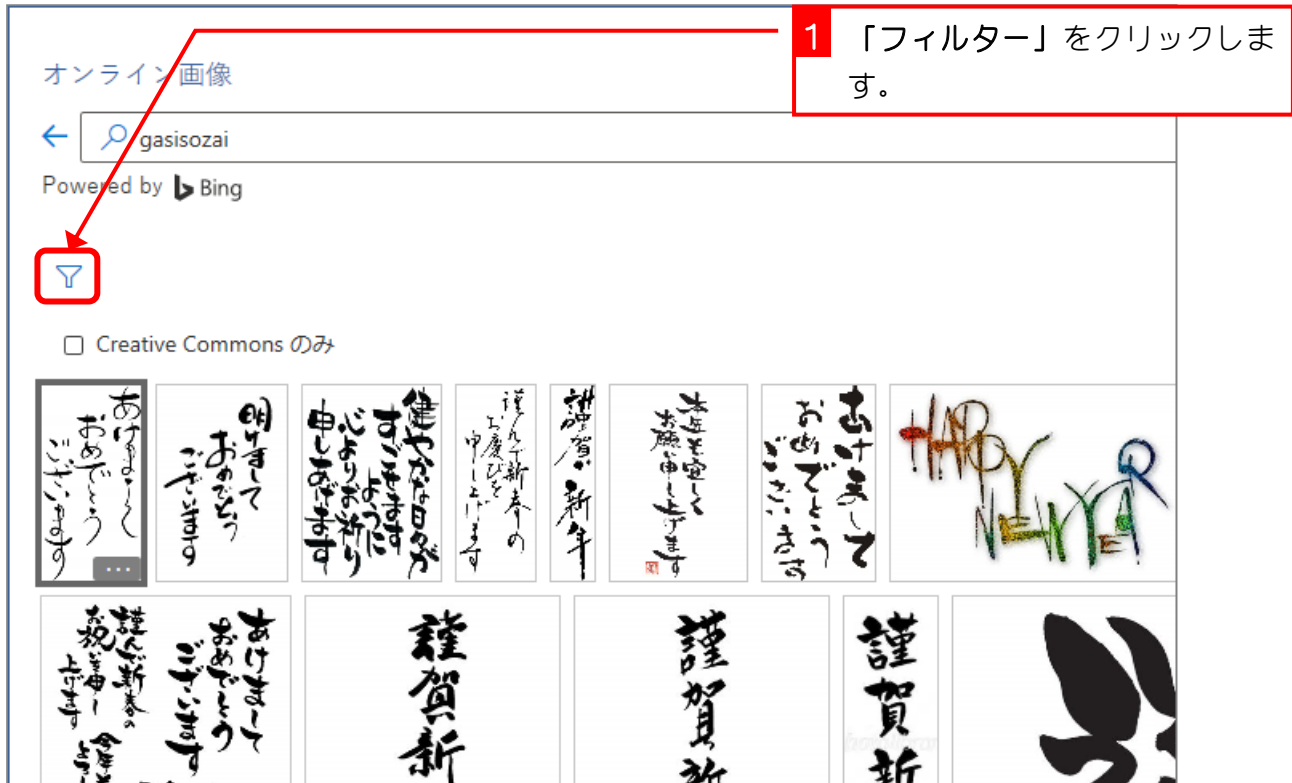 1 「フィルター」をクリックしま
す。
オンライン画像
gasisozai
Powered by Bing
Creative Commons のみ
あけまして
おめでとう
ございます
明けまして
おめでとう
ございます
健やかな日々が
すごせます
ように
心よりお祈り
申しあげます
謹んで新春の
お慶びを
申し上げます
謹賀新年
本年も宜しく
お願い申し上げます
あけまして
おめでとう
ございます
HAPPY
NEW YEAR
あけまして
おめでとう
ございます
謹んで新春の
お祝い申し
上げます
謹賀新
謹賀新
謹賀新